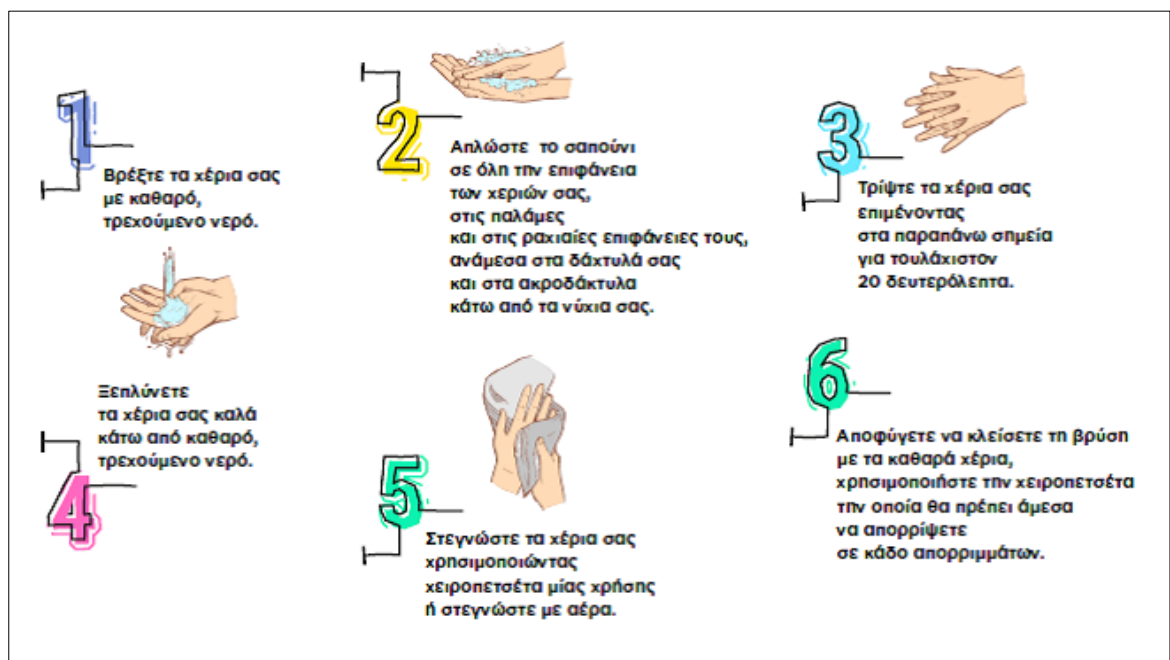 1
Βρέξτε τα χέρια σας
με καθαρό,
τρεχούμενο νερό.
2
Απλώστε το σαπούνι
σε όλη την επιφάνεια
των χεριών σας,
στις παλάμες
και στις ραχιαίες επιφάνειες τους,
ανάμεσα στα δάχτυλά σας
και στα ακροδάκτυλα
κάτω από τα νύχια σας.
3
Τρίψτε τα χέρια σας
επιμένοντας
στα παραπάνω σημεία
για τουλάχιστον
20 δευτερόλεπτα.
Ξεπλύνετε
τα χέρια σας καλά
κάτω από καθαρό,
τρεχούμενο νερό.
4
5
Στεγνώστε τα χέρια σας
χρησιμοποιώντας
χειροπετσέτα μίας χρήσης
ή στεγνώστε με αέρα.
6
Αποφύγετε να κλείσετε τη βρύση
με τα καθαρά χέρια,
χρησιμοποιήστε την χειροπετσέτα
την οποία θα πρέπει άμεσα
να απορρίψετε
σε κάδο απορριμμάτων.